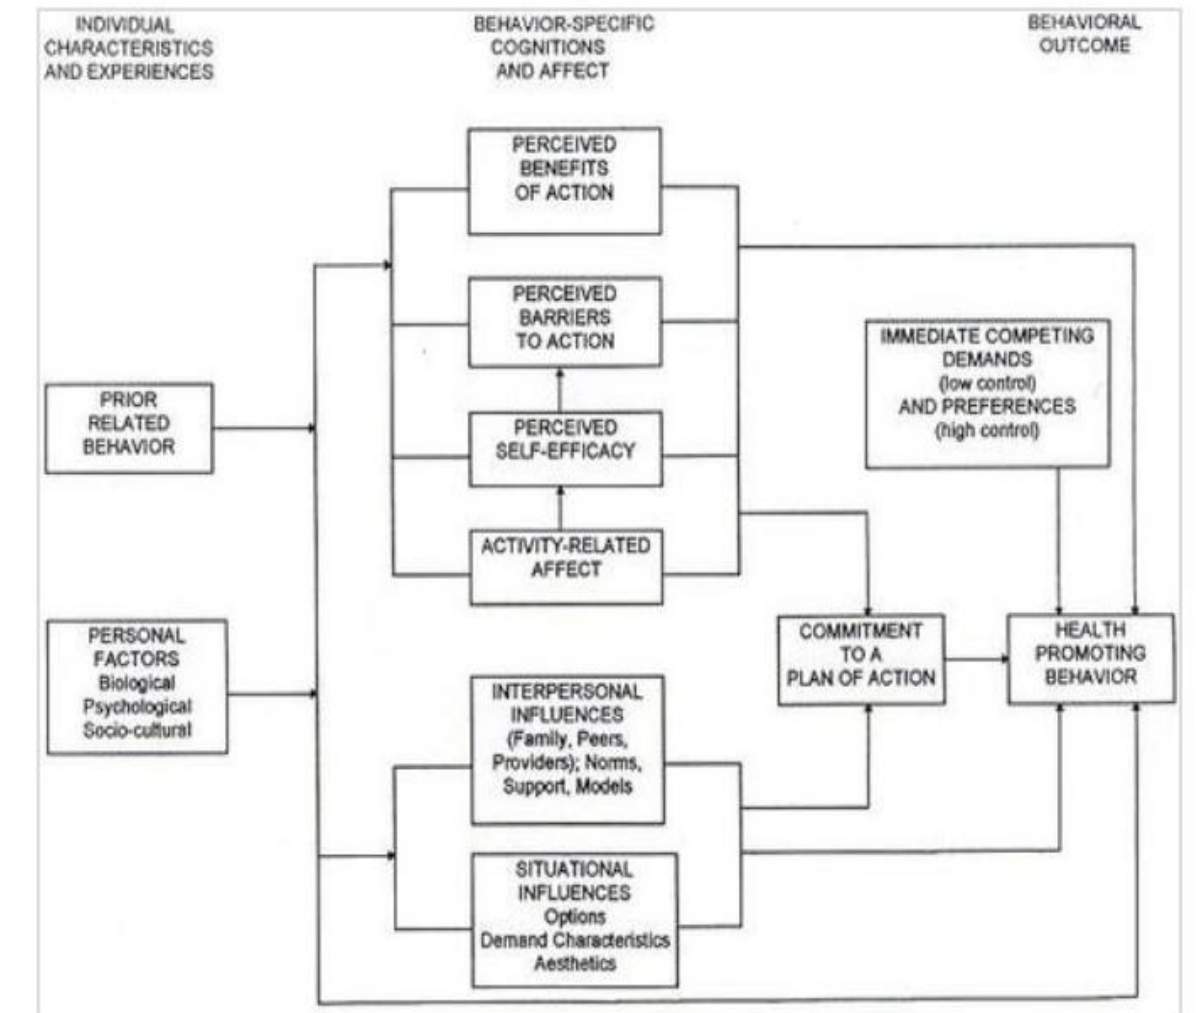 INDIVIDUAL
CHARACTERISTICS
AND EXPERIENCES
BEHAVIOR-SPECIFIC
COGNITIONS
AND AFFECT
BEHAVIORAL
OUTCOME
PERCEIVED
BENEFITS
OF ACTION
PERCEIVED
BARRIERS
TO ACTION
PERCEIVED
SELF-EFFICACY
ACTIVITY-RELATED
AFFECT
PRIOR
RELATED
BEHAVIOR
PERSONAL
FACTORS
Biological
Psychological
Socio-cultural
INTERPERSONAL
INFLUENCES
(Family, Peers,
Providers); Norms,
Support, Models
SITUATIONAL
INFLUENCES
Options
Demand Characteristics
Aesthetics
IMMEDIATE COMPETING
DEMANDS
(low control)
AND PREFERENCES
(high control)
COMMITMENT
TO A
PLAN OF ACTION
HEALTH
PROMOTING
BEHAVIOR